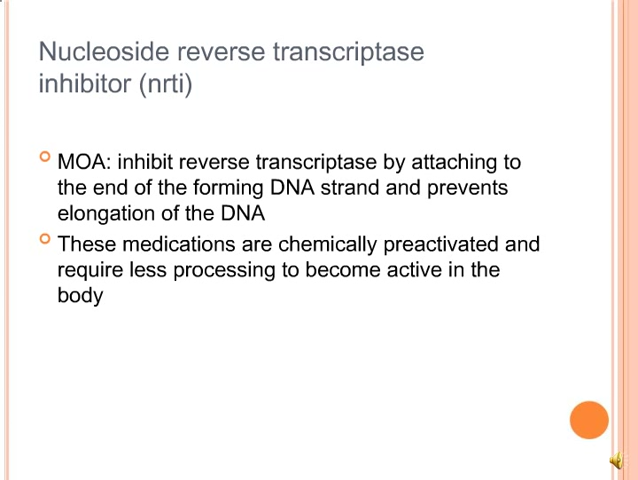 Nucleoside reverse transcriptase
inhibitor (nrti)
MOA: inhibit reverse transcriptase by attaching to
the end of the forming DNA strand and prevents
elongation of the DNA
These medications are chemically preactivated and
require less processing to become active in the
body